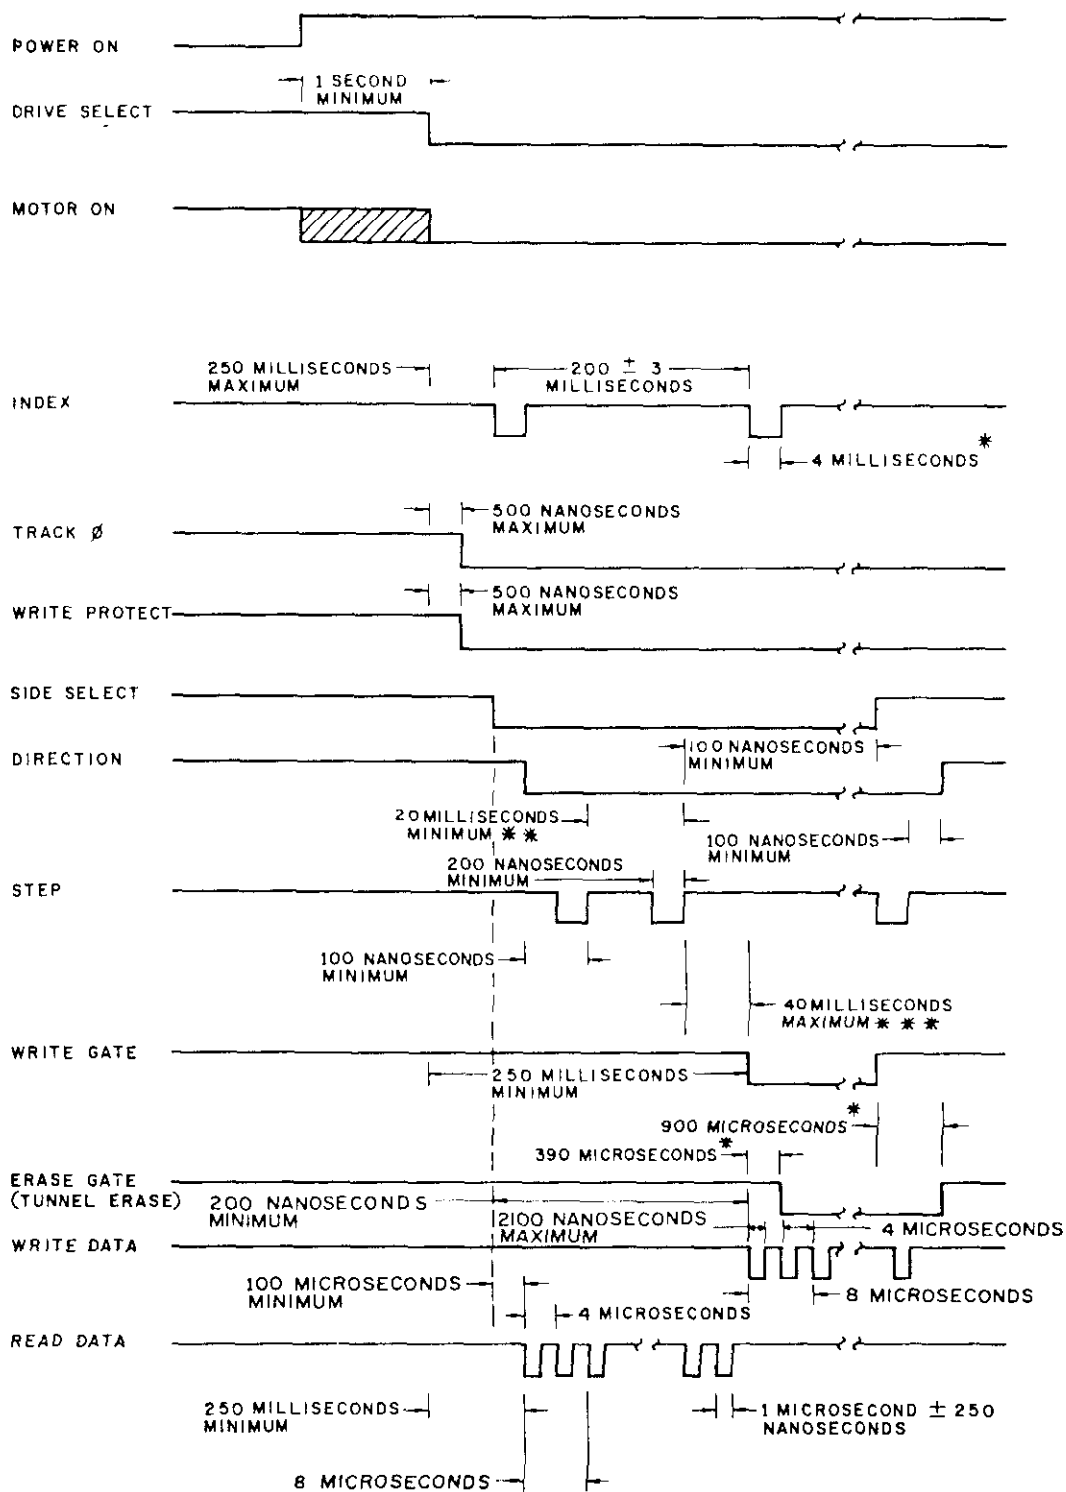 POWER ON
1 SECOND
MINIMUM
DRIVE SELECT
MOTOR ON
250 MILLISECONDS
MAXIMUM
200 ± 3
MILLISECONDS
INDEX
4 MILLISECONDS*
500 NANOSECONDS
MAXIMUM
TRACK Ø
500 NANOSECONDS
MAXIMUM
WRITE PROTECT
SIDE SELECT
100 NANOSECONDS
MINIMUM
DIRECTION
20 MILLISECONDS
MINIMUM **
100 NANOSECONDS
MINIMUM
200 NANOSECONDS
MINIMUM
STEP
100 NANOSECONDS
MINIMUM
40 MILLISECONDS
MAXIMUM ***
WRITE GATE
250 MILLISECONDS
MINIMUM
900 MICROSECONDS*
390 MICROSECONDS*
ERASE GATE
(TUNNEL ERASE)
200 NANOSECONDS
MINIMUM
2100 NANOSECONDS
MAXIMUM
4 MICROSECONDS
WRITE DATA
8 MICROSECONDS
100 MICROSECONDS
MINIMUM
4 MICROSECONDS
READ DATA
250 MILLISECONDS
MINIMUM
1 MICROSECOND ± 250
NANOSECONDS
8 MICROSECONDS